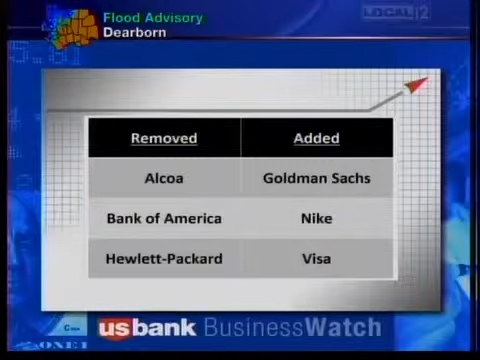 Flood Advisory
Dearborn
LOCAL 12
Removed Added
Alcoa Goldman Sachs
Bank of America Nike
Hewlett-Packard Visa
usbank BusinessWatch